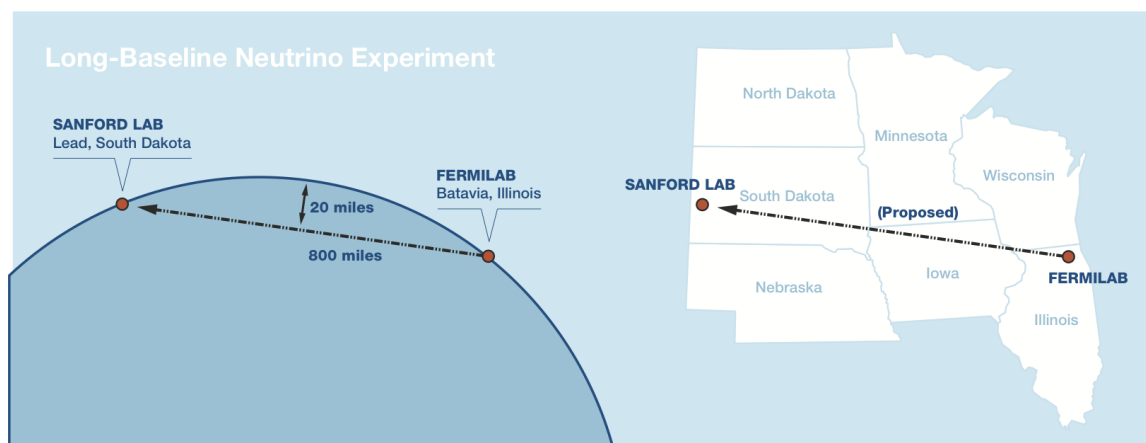 Long-Baseline Neutrino Experiment
SANFORD LAB
Lead, South Dakota
FERMILAB
Batavia, Illinois
20 miles
800 miles
North Dakota
Minnesota
Wisconsin
SANFORD LAB
South Dakota
(Proposed)
FERMILAB
Iowa
Nebraska
Illinois